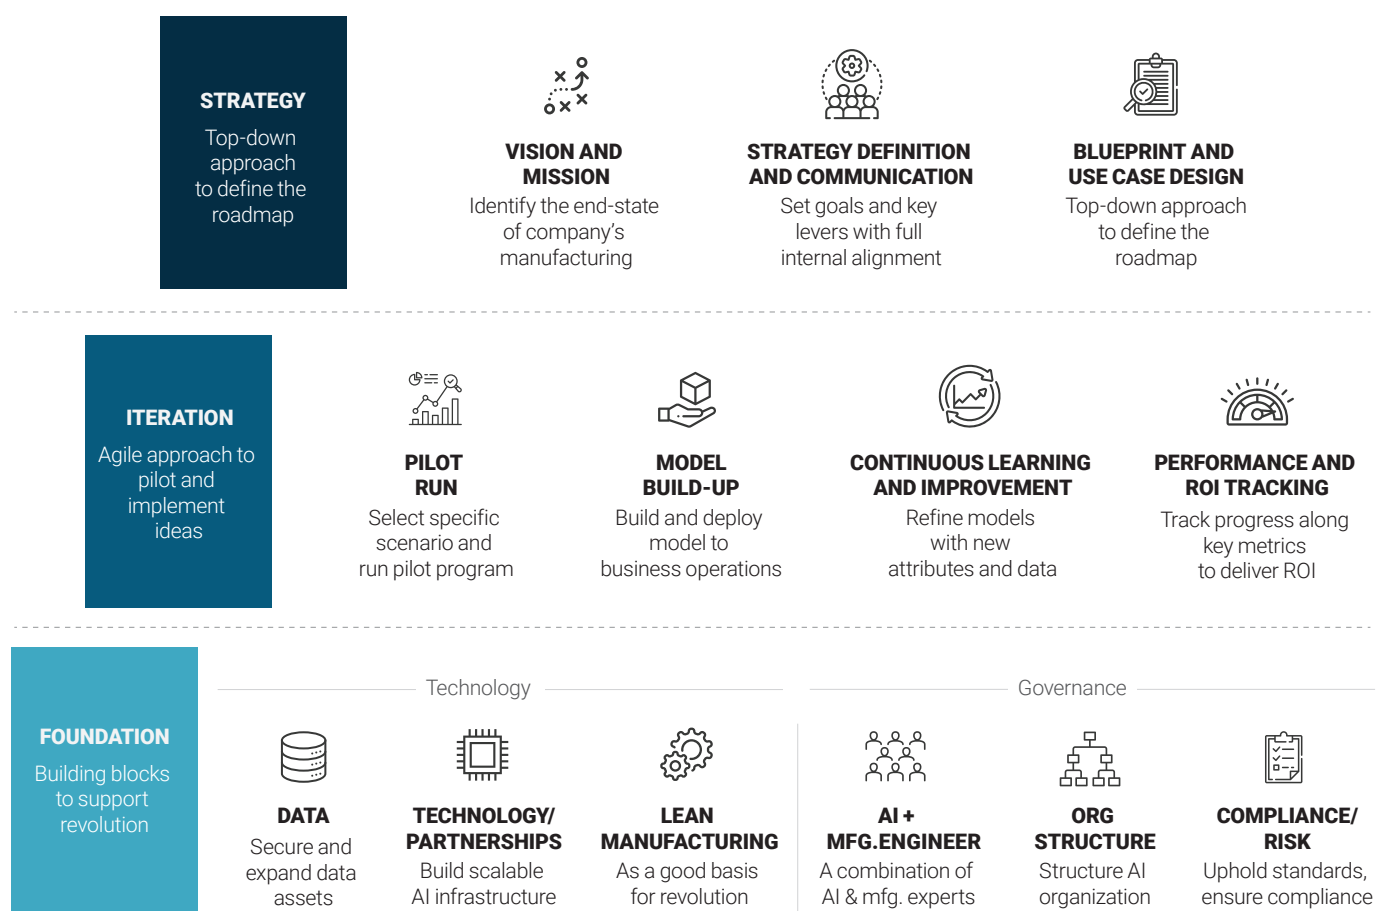 STRATEGY
Top-down
approach
to define the
roadmap
VISION AND
MISSION
Identify the end-state
of company's
manufacturing
STRATEGY DEFINITION
AND COMMUNICATION
Set goals and key
levers with full
internal alignment
BLUEPRINT AND
USE CASE DESIGN
Top-down approach
to define the
roadmap
ITERATION
Agile approach to
pilot and
implement
ideas
PILOT
RUN
Select specific
scenario and
run pilot program
MODEL
BUILD-UP
Build and deploy
model to
business operations
CONTINUOUS LEARNING
AND IMPROVEMENT
Refine models
with new
attributes and data
PERFORMANCE AND
ROI TRACKING
Track progress along
key metrics
to deliver ROI
FOUNDATION
Building blocks
to support
revolution
Technology
DATA
Secure and
expand data
assets
TECHNOLOGY/
PARTNERSHIPS
Build scalable
AI infrastructure
LEAN
MANUFACTURING
As a good basis
for revolution
Governance
AI +
MFG.ENGINEER
A combination of
AI & mfg. experts
ORG
STRUCTURE
Structure AI
organization
COMPLIANCE/
RISK
Uphold standards,
ensure compliance